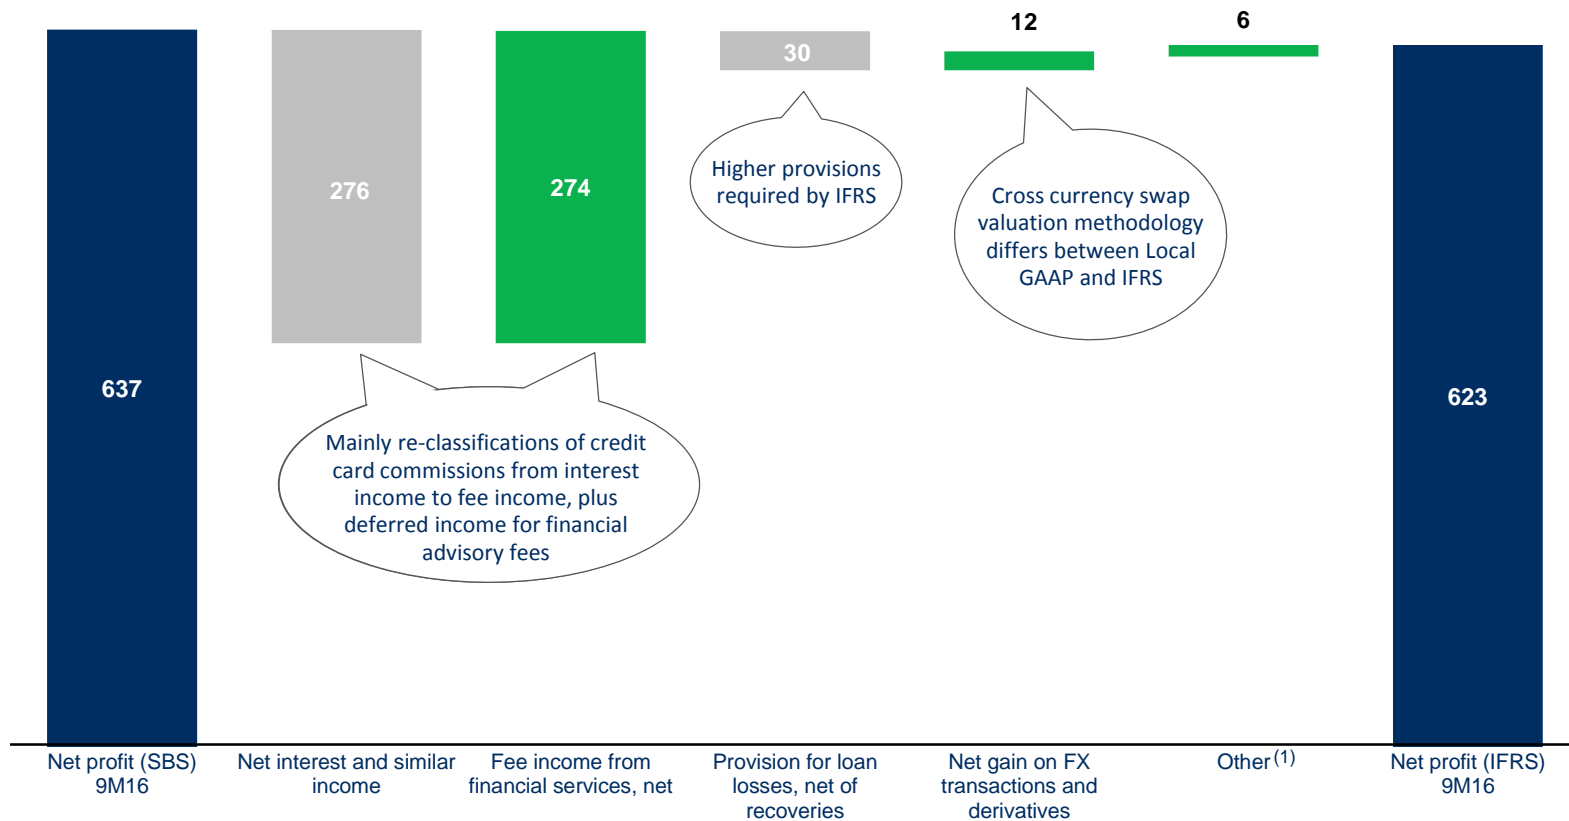 12
6
30
276
274
637
623
Higher provisions
required by IFRS
Cross currency swap
valuation methodology
differs between Local
GAAP and IFRS
Mainly re-classifications of credit
card commissions from interest
income to fee income, plus
deferred income for financial
advisory fees
Net profit (SBS)
9M16
Net interest and similar
income
Fee income from
financial services, net
Provision for loan
losses, net of
recoveries
Net gain on FX
transactions and
derivatives
Other (1)
Net profit (IFRS)
9M16